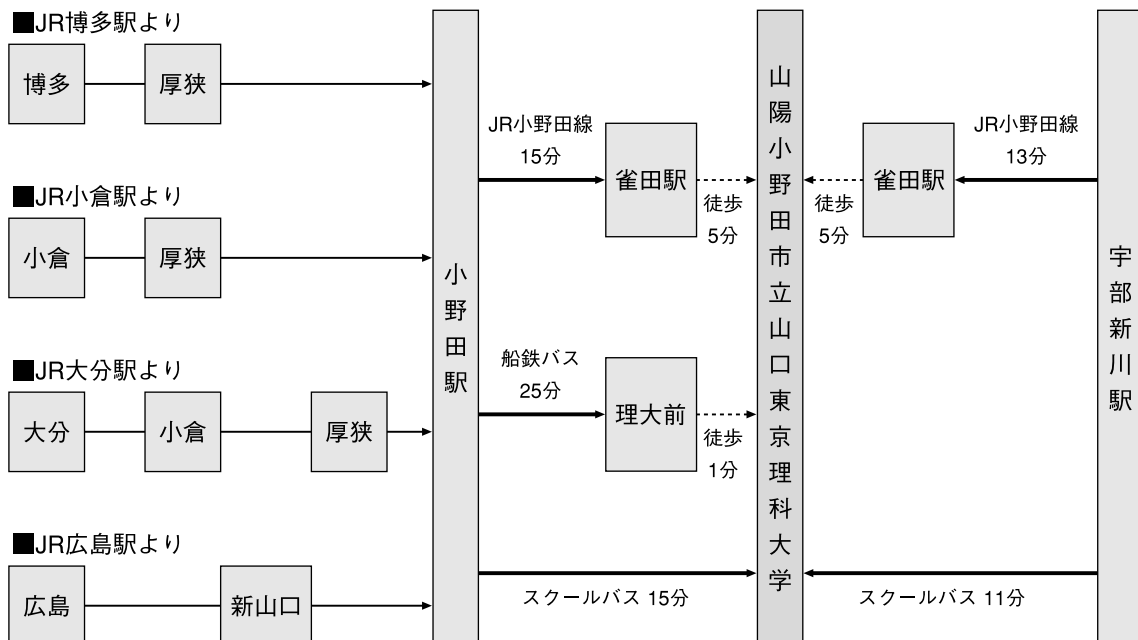 ■JR博多駅より
博多
厚狭
■JR小倉駅より
小倉
厚狭
■JR大分駅より
大分
小倉
厚狭
■JR広島駅より
広島
新山口
小野田駅
JR小野田線
15分
雀田駅
徒歩
5分
船鉄バス
25分
理大前
徒歩
1分
スクールバス 15分
山陽小野田市立山口東京理科大学
JR小野田線
13分
雀田駅
徒歩
5分
スクールバス 11分
宇部新川駅